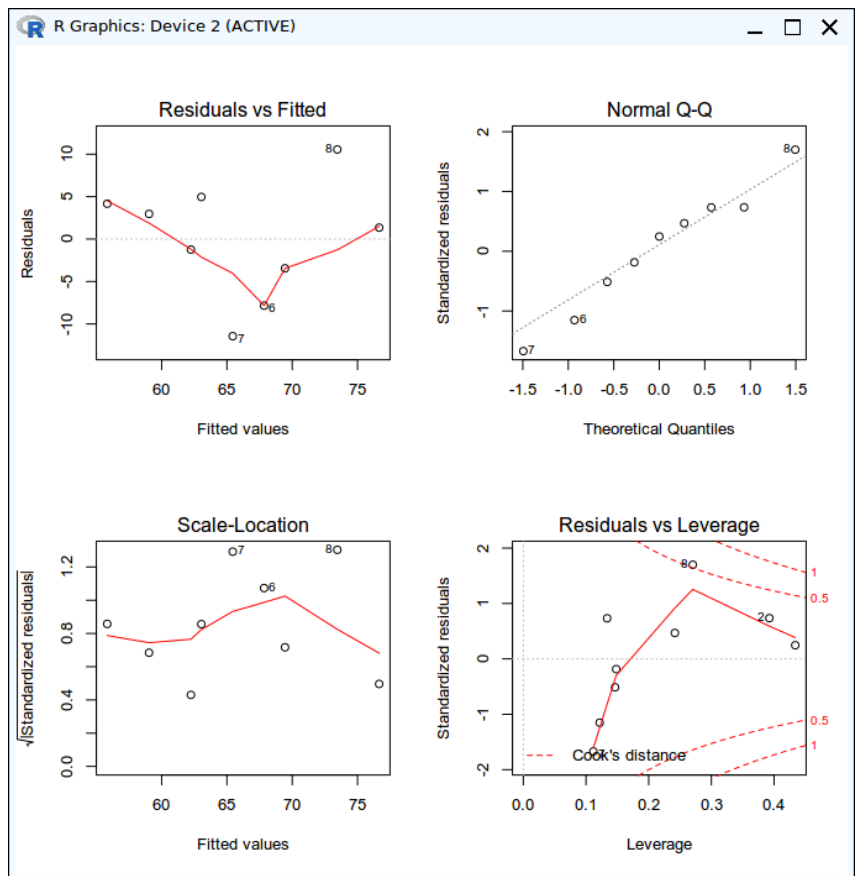 R Graphics: Device 2 (ACTIVE)
Residuals vs Fitted
Residuals
10
5
0
-5
-10
8
6
7
60 65 70 75
Fitted values
Normal Q-Q
Standardized residuals
2
1
0
-1
8
6
7
-1.5 -1.0 -0.5 0.0 0.5 1.0 1.5
Theoretical Quantiles
Scale-Location
√|Standardized residuals|
1.2
0.8
0.4
0.0
7
8
6
60 65 70 75
Fitted values
Residuals vs Leverage
Standardized residuals
2
1
0
-1
-2
8
2
7
1
0.5
0.5
1
Cook's distance
0.0 0.1 0.2 0.3 0.4
Leverage